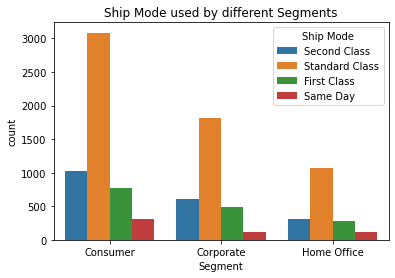 Ship Mode used by different Segments
Ship Mode
Second Class
Standard Class
First Class
Same Day
3000
2500
2000
1500
1000
500
0
count
Consumer Corporate Home Office
Segment